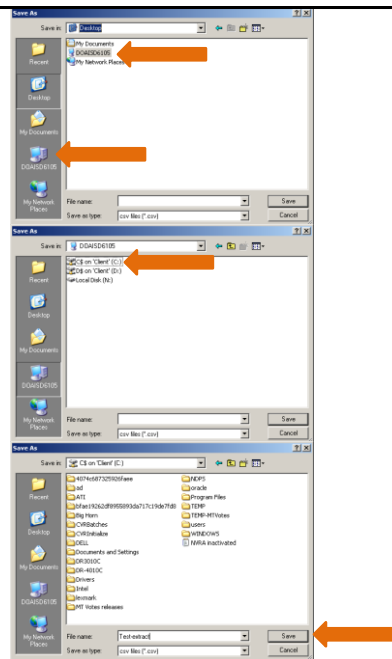 Save As
Save in:
Desktop
My Documents
DOAISD6105
My Network Places
Recent
Desktop
My Documents
DOAISD6105
My Network
Places
File name:
Save
Save as type:
csv files (*.csv)
Cancel
Save As
Save in:
DOAISD6105
C$ on 'Client' (C:)
D$ on 'Client' (D:)
Local Disk (N:)
Recent
Desktop
My Documents
DOAISD6105
My Network
Places
File name:
Save
Save as type:
csv files (*.csv)
Cancel
Save As
Save in:
C$ on 'Client' (C:)
ad
ATI
Big Horn
CVRBatches
CVRInitialize
DELL
Documents and Settings
DR3010C
DR-4010C
Drivers
Intel
lexmark
MT Votes releases
NDPS
oracle
Program Files
TEMP
TEMP-MTVotes
users
WINDOWS
NVRA inactivated
Recent
Desktop
My Documents
DOAISD6105
My Network
Places
File name:
Test-extract
Save
Save as type:
csv files (*.csv)
Cancel